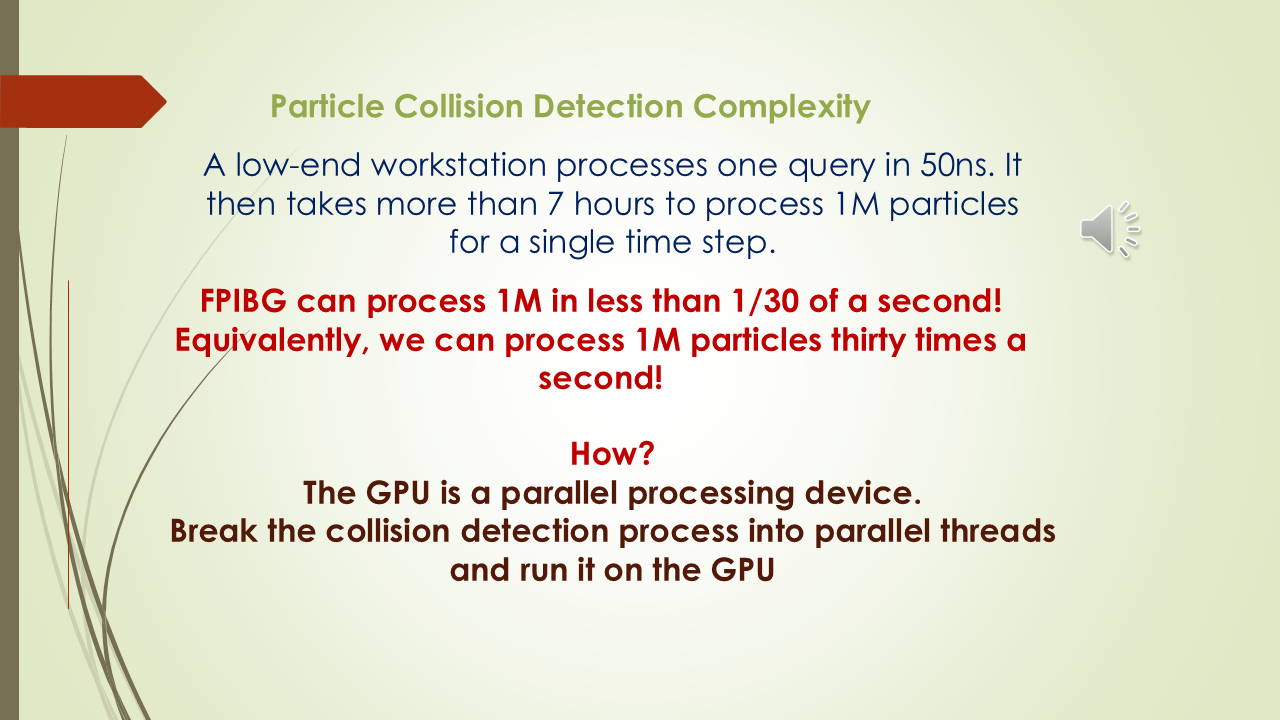 Particle Collision Detection Complexity
A low-end workstation processes one query in 50ns. It
then takes more than 7 hours to process 1M particles
for a single time step.
FPIBG can process 1M in less than 1/30 of a second!
Equivalently, we can process 1M particles thirty times a
second!
How?
The GPU is a parallel processing device.
Break the collision detection process into parallel threads
and run it on the GPU